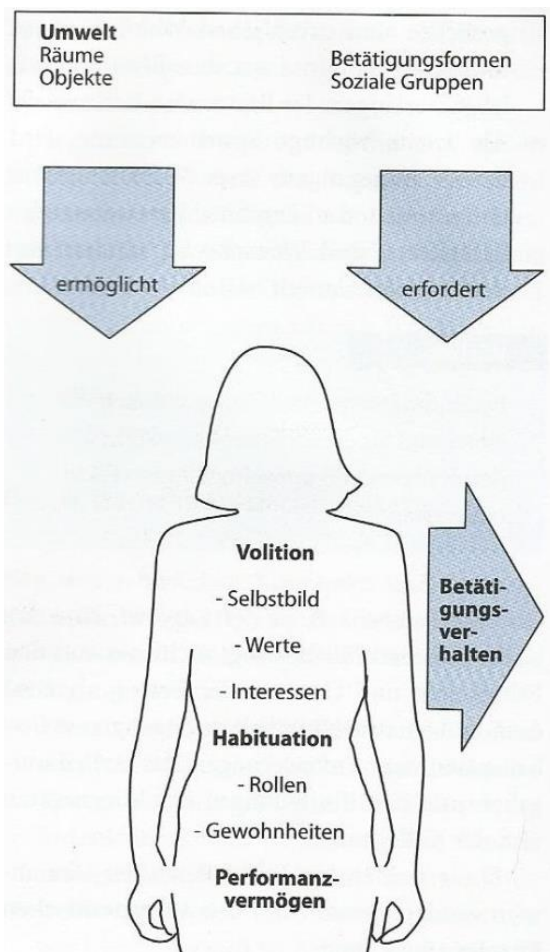 Umwelt
Räume
Objekte
Betätigungsformen
Soziale Gruppen
ermöglicht
erfordert
Volition
- Selbstbild
- Werte
- Interessen
Habituation
- Rollen
- Gewohnheiten
Performanz-
vermögen
Betäti-
gungs-
ver-
halten